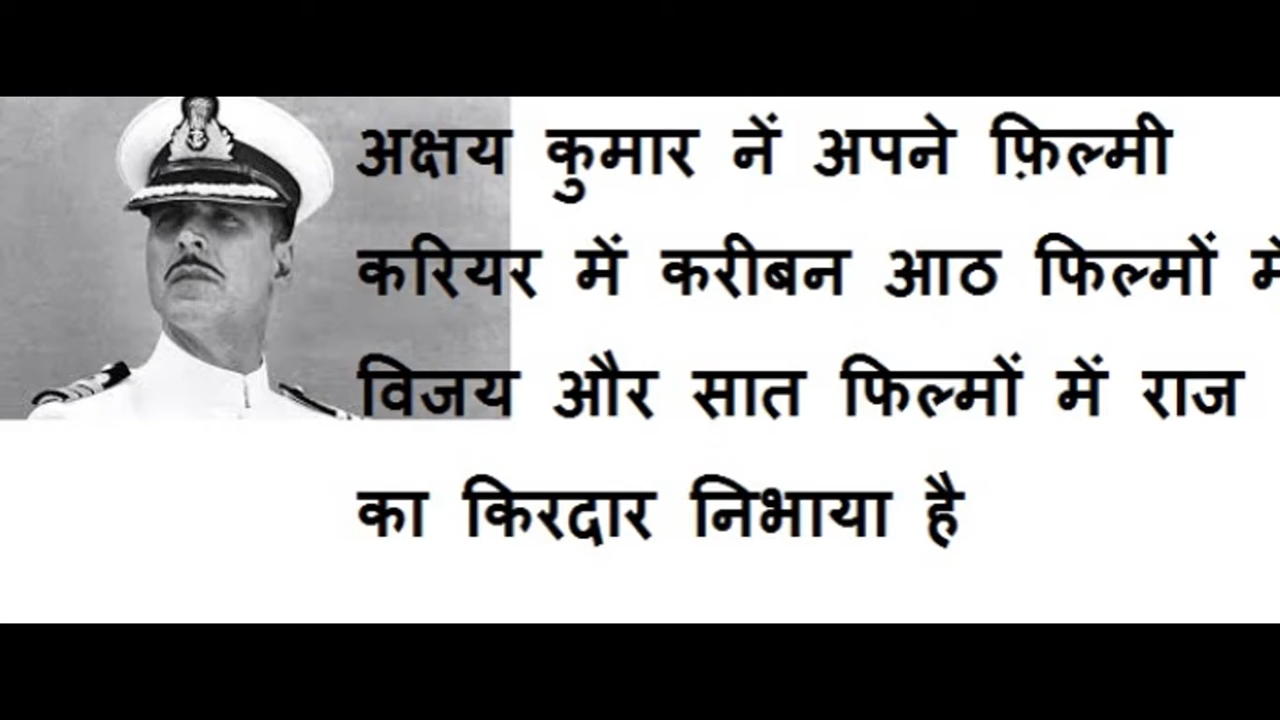 अक्षय कुमार नें अपने फ़िल्मी
करियर में करीबन आठ फिल्मों में
विजय और सात फिल्मों में राज
का किरदार निभाया है